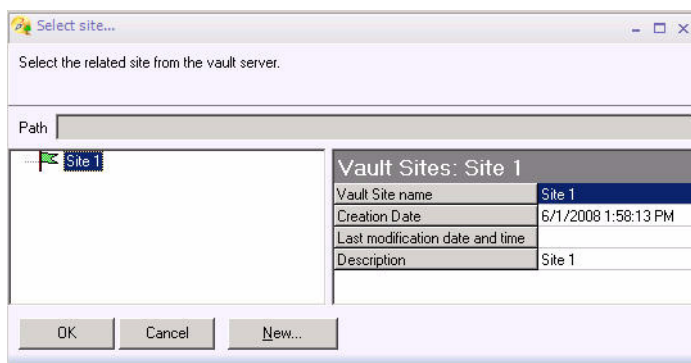 Select site...
Select the related site from the vault server.
Path
Site 1
Vault Sites: Site 1
Vault Site name Site 1
Creation Date 6/1/2008 1:58:13 PM
Last modification date and time
Description Site 1
OK Cancel New...